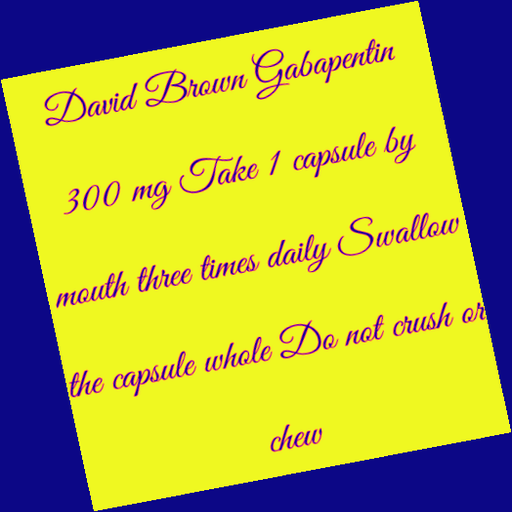 David Brown Gabapentin
300 mg Take 1 capsule by
mouth three times daily Swallow
the capsule whole Do not crush or
chew